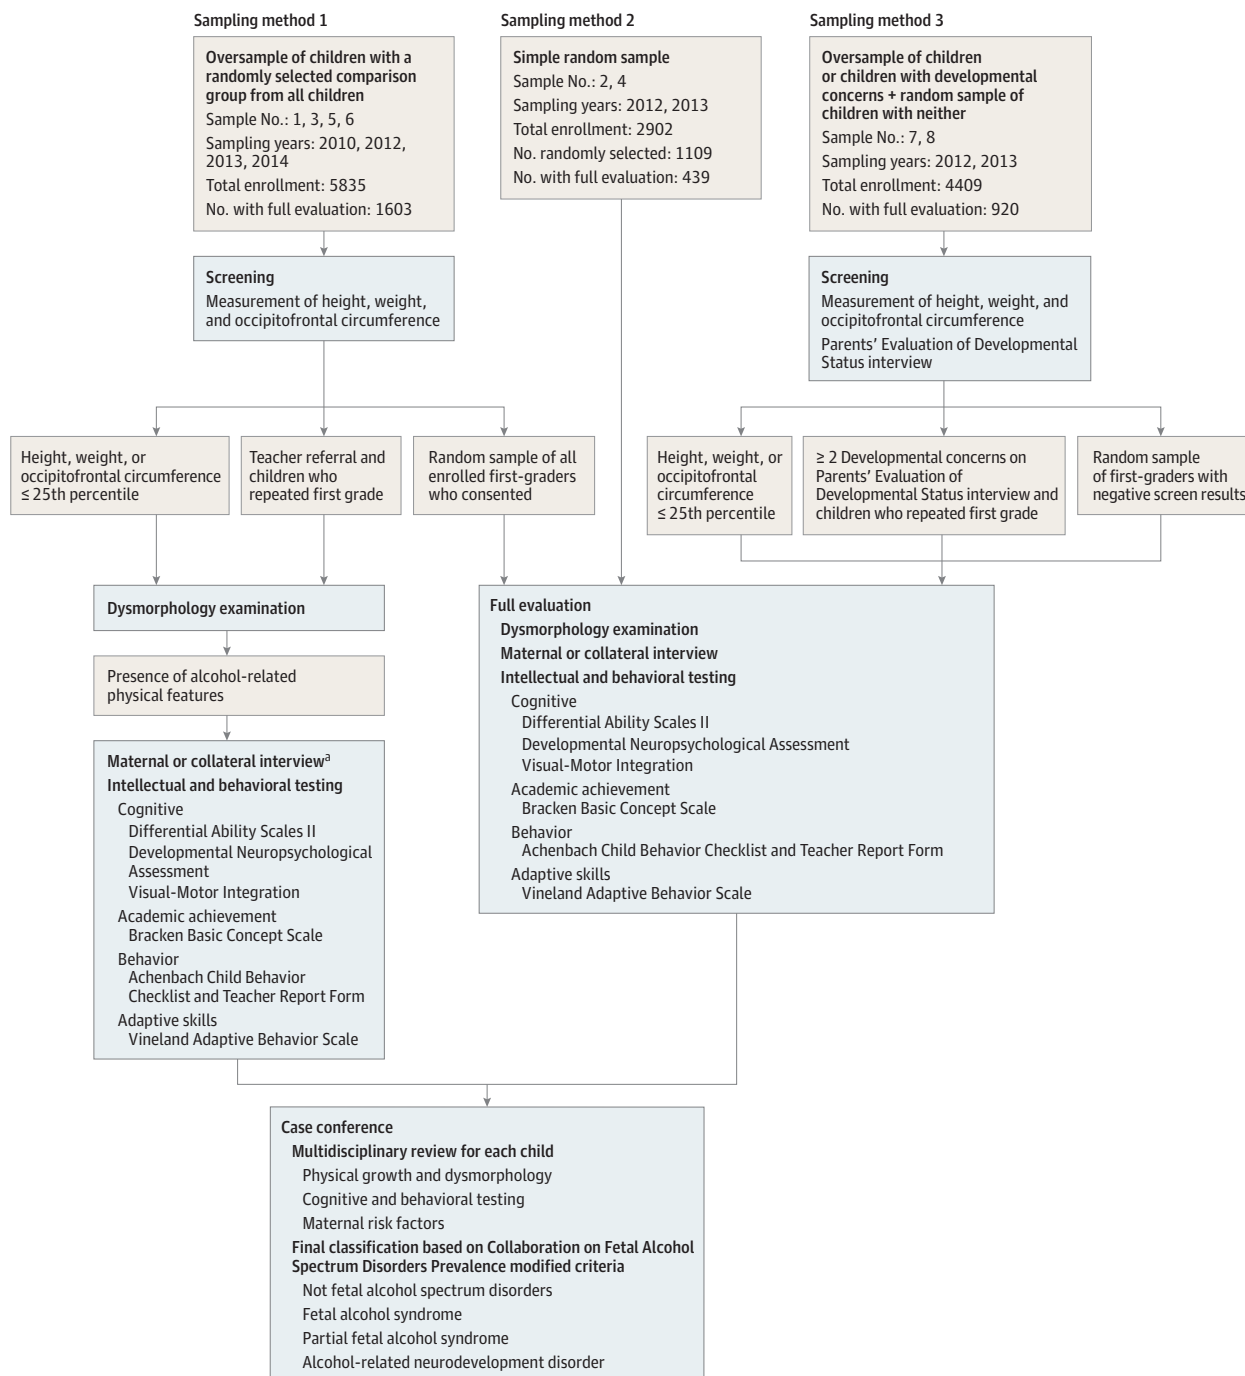 Sampling method 1
Oversample of children with a
randomly selected comparison
group from all children
Sample No.: 1, 3, 5, 6
Sampling years: 2010, 2012,
2013, 2014
Total enrollment: 5835
No. with full evaluation: 1603
Sampling method 2
Simple random sample
Sample No.: 2, 4
Sampling years: 2012, 2013
Total enrollment: 2902
No. randomly selected: 1109
No. with full evaluation: 439
Sampling method 3
Oversample of children
or children with developmental
concerns + random sample of
children with neither
Sample No.: 7, 8
Sampling years: 2012, 2013
Total enrollment: 4409
No. with full evaluation: 920
Screening
Measurement of height, weight,
and occipitofrontal circumference
Screening
Measurement of height, weight, and
occipitofrontal circumference
Parents’ Evaluation of Developmental
Status interview
Height, weight, or
occipitofrontal circumference
≤ 25th percentile
Teacher referral and
children who
repeated first grade
Random sample of all
enrolled first-graders
who consented
Height, weight, or
occipitofrontal
circumference
≤ 25th percentile
≥ 2 Developmental concerns on
Parents’ Evaluation of
Developmental Status interview and
children who repeated first grade
Random sample
of first-graders with
negative screen results
Dysmorphology examination
Presence of alcohol-related
physical features
Maternal or collateral interviewᵃ
Intellectual and behavioral testing
Cognitive
Differential Ability Scales II
Developmental Neuropsychological
Assessment
Visual-Motor Integration
Academic achievement
Bracken Basic Concept Scale
Behavior
Achenbach Child Behavior
Checklist and Teacher Report Form
Adaptive skills
Vineland Adaptive Behavior Scale
Full evaluation
Dysmorphology examination
Maternal or collateral interview
Intellectual and behavioral testing
Cognitive
Differential Ability Scales II
Developmental Neuropsychological Assessment
Visual-Motor Integration
Academic achievement
Bracken Basic Concept Scale
Behavior
Achenbach Child Behavior Checklist and Teacher Report Form
Adaptive skills
Vineland Adaptive Behavior Scale
Case conference
Multidisciplinary review for each child
Physical growth and dysmorphology
Cognitive and behavioral testing
Maternal risk factors
Final classification based on Collaboration on Fetal Alcohol
Spectrum Disorders Prevalence modified criteria
Not fetal alcohol spectrum disorders
Fetal alcohol syndrome
Partial fetal alcohol syndrome
Alcohol-related neurodevelopment disorder